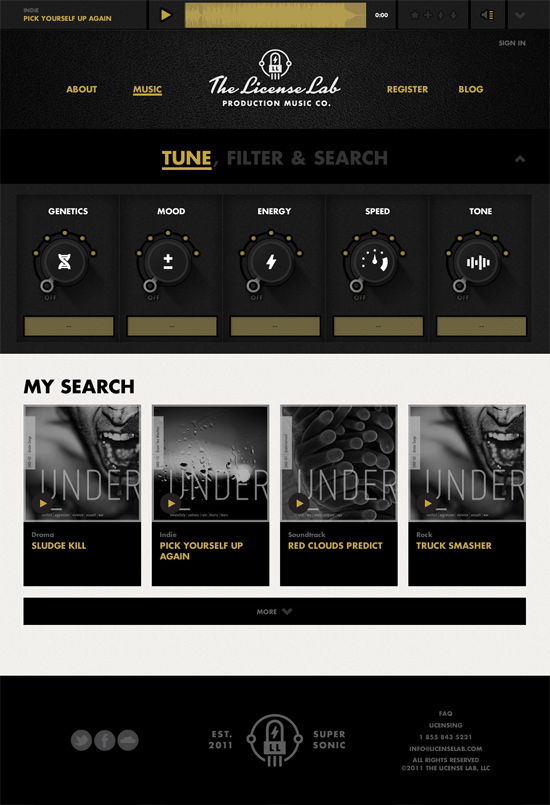 INDIE
PICK YOURSELF UP AGAIN
0:00
SIGN IN
ABOUT
MUSIC
The License Lab
PRODUCTION MUSIC CO.
REGISTER
BLOG
TUNE, FILTER & SEARCH
GENETICS
MOOD
ENERGY
SPEED
TONE
OFF
OFF
OFF
OFF
OFF
--
--
--
--
--
MY SEARCH
UNDER
UNDER
UNDER
UNDER
Drama
SLUDGE KILL
Indie
PICK YOURSELF UP
AGAIN
Soundtrack
RED CLOUDS PREDICT
Rock
TRUCK SMASHER
MORE
EST.
2011
LL
SUPER
SONIC
FAQ
LICENSING
1 855 843 5221
INFO@LICENSELAB.COM
ALL RIGHTS RESERVED
©2011 THE LICENSE LAB, LLC